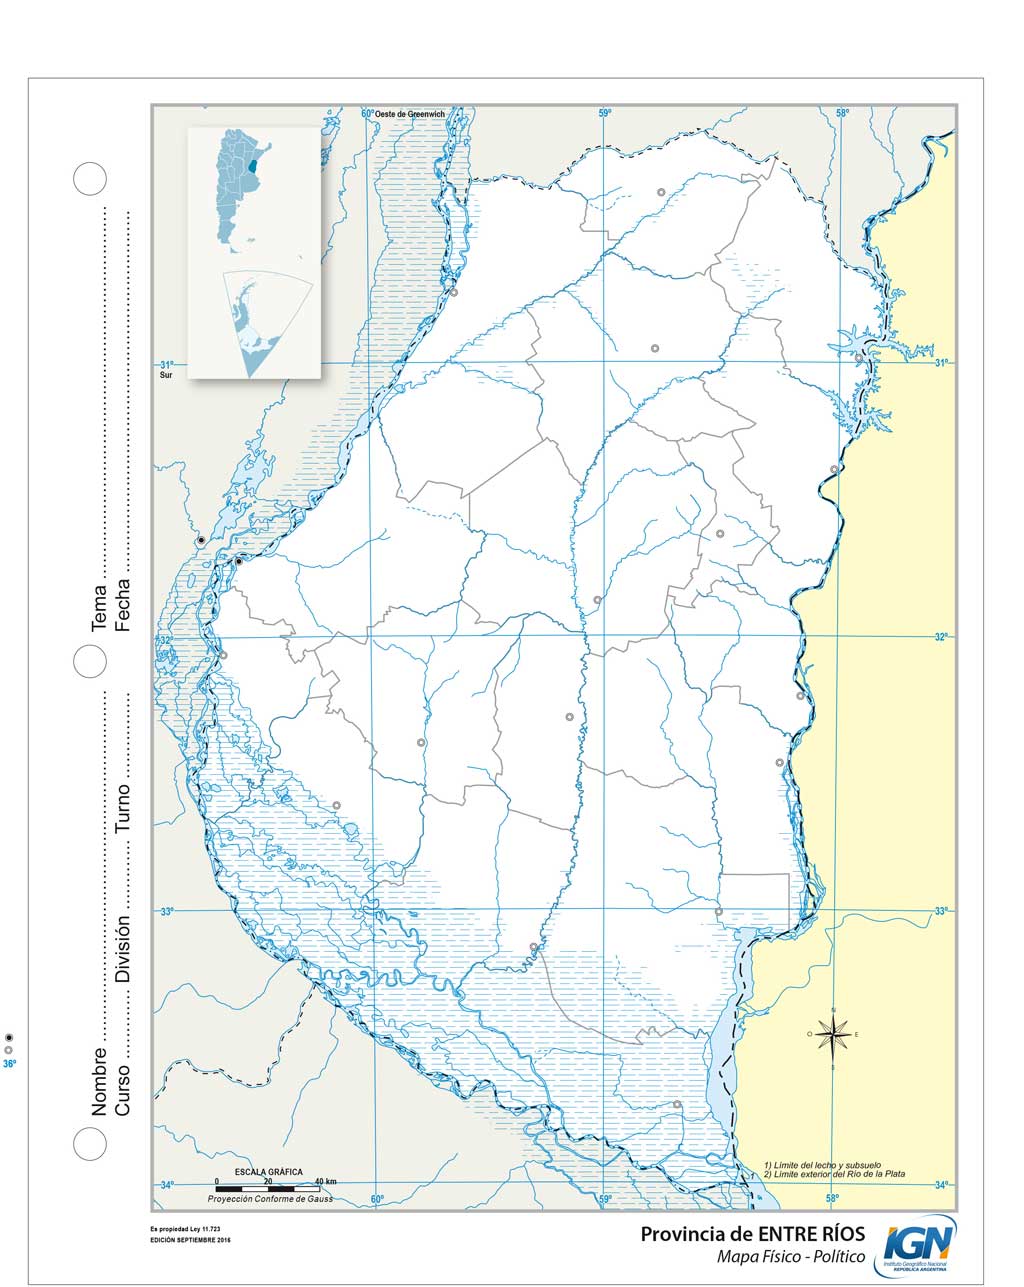 60° Oeste de Greenwich 59° 58°
31° 31°
Sur
32° 32°
33° 33°
34° 34°
60° 59° 58°
36°
Tema
Fecha
Nombre División Turno
Curso
N
O E
S
1
1) Límite del lecho y subsuelo
2) Límite exterior del Río de la Plata
ESCALA GRÁFICA
0 20 40 km
Proyección Conforme de Gauss
Es propiedad Ley 11.723
EDICIÓN SEPTIEMBRE 2016
Provincia de ENTRE RÍOS
Mapa Físico - Político
IGN
Instituto Geográfico Nacional
REPÚBLICA ARGENTINA